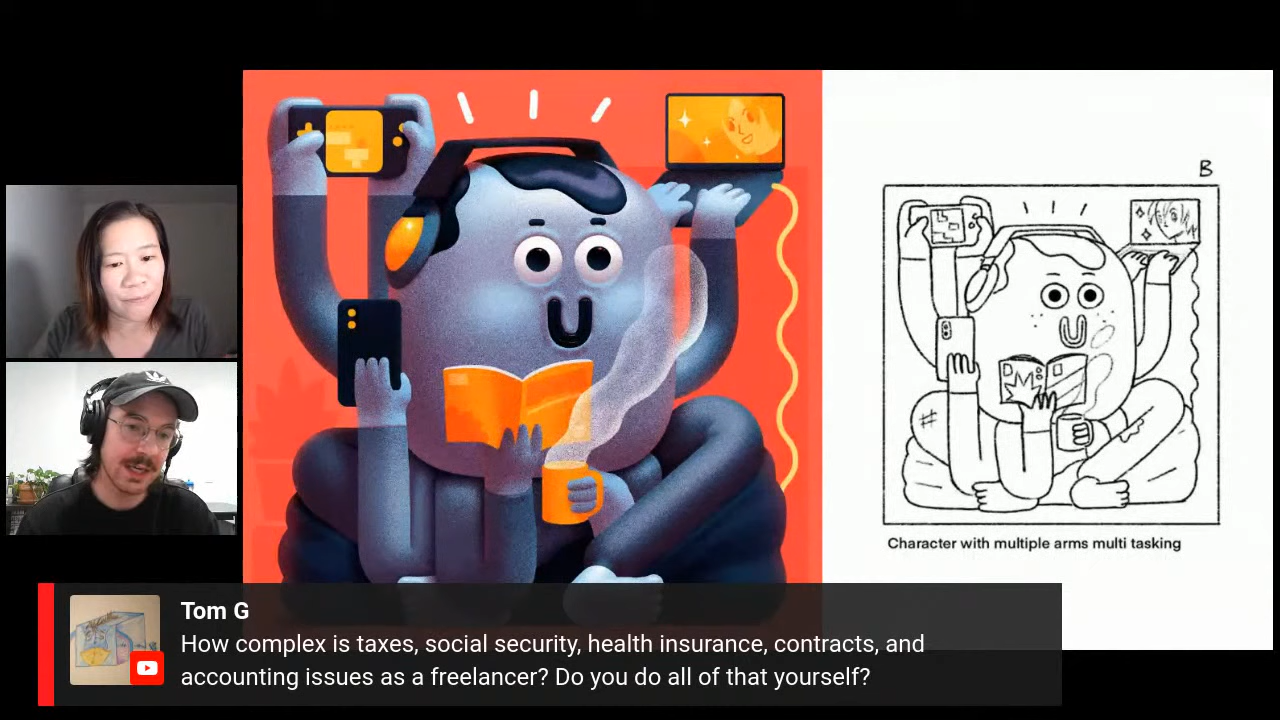 B
Character with multiple arms multi tasking
Tom G
How complex is taxes, social security, health insurance, contracts, and
accounting issues as a freelancer? Do you do all of that yourself?